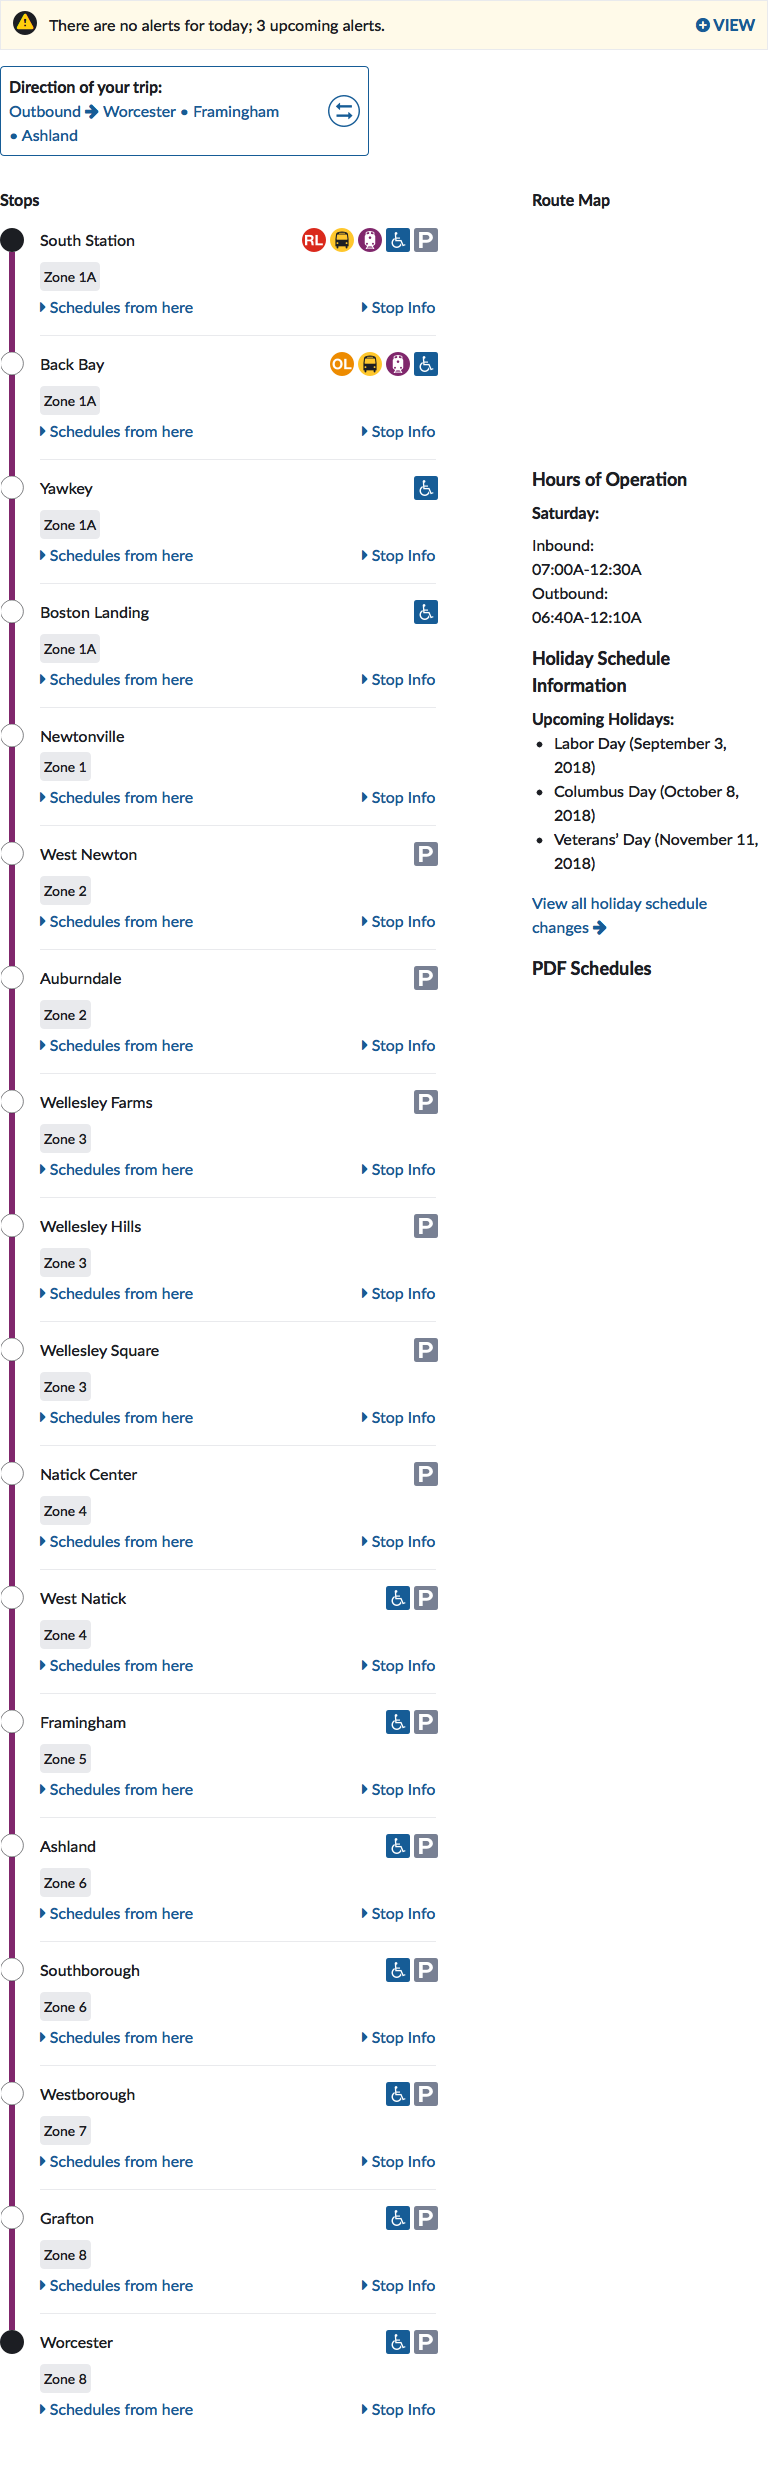 There are no alerts for today; 3 upcoming alerts.
VIEW
Direction of your trip:
Outbound Worcester • Framingham
• Ashland
Stops
South Station
RL
P
Zone 1A
Schedules from here
Stop Info
Back Bay
OL
Zone 1A
Schedules from here
Stop Info
Yawkey
Zone 1A
Schedules from here
Stop Info
Boston Landing
Zone 1A
Schedules from here
Stop Info
Newtonville
Zone 1
Schedules from here
Stop Info
West Newton
P
Zone 2
Schedules from here
Stop Info
Auburndale
P
Zone 2
Schedules from here
Stop Info
Wellesley Farms
P
Zone 3
Schedules from here
Stop Info
Wellesley Hills
P
Zone 3
Schedules from here
Stop Info
Wellesley Square
P
Zone 3
Schedules from here
Stop Info
Natick Center
P
Zone 4
Schedules from here
Stop Info
West Natick
P
Zone 4
Schedules from here
Stop Info
Framingham
P
Zone 5
Schedules from here
Stop Info
Ashland
P
Zone 6
Schedules from here
Stop Info
Southborough
P
Zone 6
Schedules from here
Stop Info
Westborough
P
Zone 7
Schedules from here
Stop Info
Grafton
P
Zone 8
Schedules from here
Stop Info
Worcester
P
Zone 8
Schedules from here
Stop Info
Route Map
Hours of Operation
Saturday:
Inbound:
07:00A-12:30A
Outbound:
06:40A-12:10A
Holiday Schedule
Information
Upcoming Holidays:
• Labor Day (September 3,
2018)
• Columbus Day (October 8,
2018)
• Veterans’ Day (November 11,
2018)
View all holiday schedule
changes
PDF Schedules